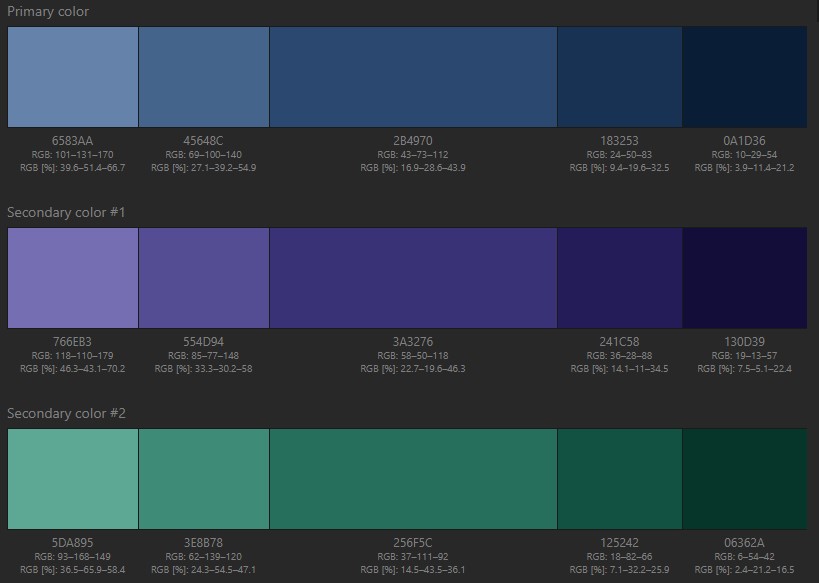 Primary color
6583AA 45648C 2B4970 183253 0A1D36
RGB: 101–131–170 RGB: 69–100–140 RGB: 43–73–112 RGB: 24–50–83 RGB: 10–29–54
RGB [%]: 39.6–51.4–66.7 RGB [%]: 27.1–39.2–54.9 RGB [%]: 16.9–28.6–43.9 RGB [%]: 9.4–19.6–32.5 RGB [%]: 3.9–11.4–21.2
Secondary color #1
766EB3 554D94 3A3276 241C58 130D39
RGB: 118–110–179 RGB: 85–77–148 RGB: 58–50–118 RGB: 36–28–88 RGB: 19–13–57
RGB [%]: 46.3–43.1–70.2 RGB [%]: 33.3–30.2–58 RGB [%]: 22.7–19.6–46.3 RGB [%]: 14.1–11–34.5 RGB [%]: 7.5–5.1–22.4
Secondary color #2
5DA895 3E8B78 256F5C 125242 06362A
RGB: 93–168–149 RGB: 62–139–120 RGB: 37–111–92 RGB: 18–82–66 RGB: 6–54–42
RGB [%]: 36.5–65.9–58.4 RGB [%]: 24.3–54.5–47.1 RGB [%]: 14.5–43.5–36.1 RGB [%]: 7.1–32.2–25.9 RGB [%]: 2.4–21.2–16.5